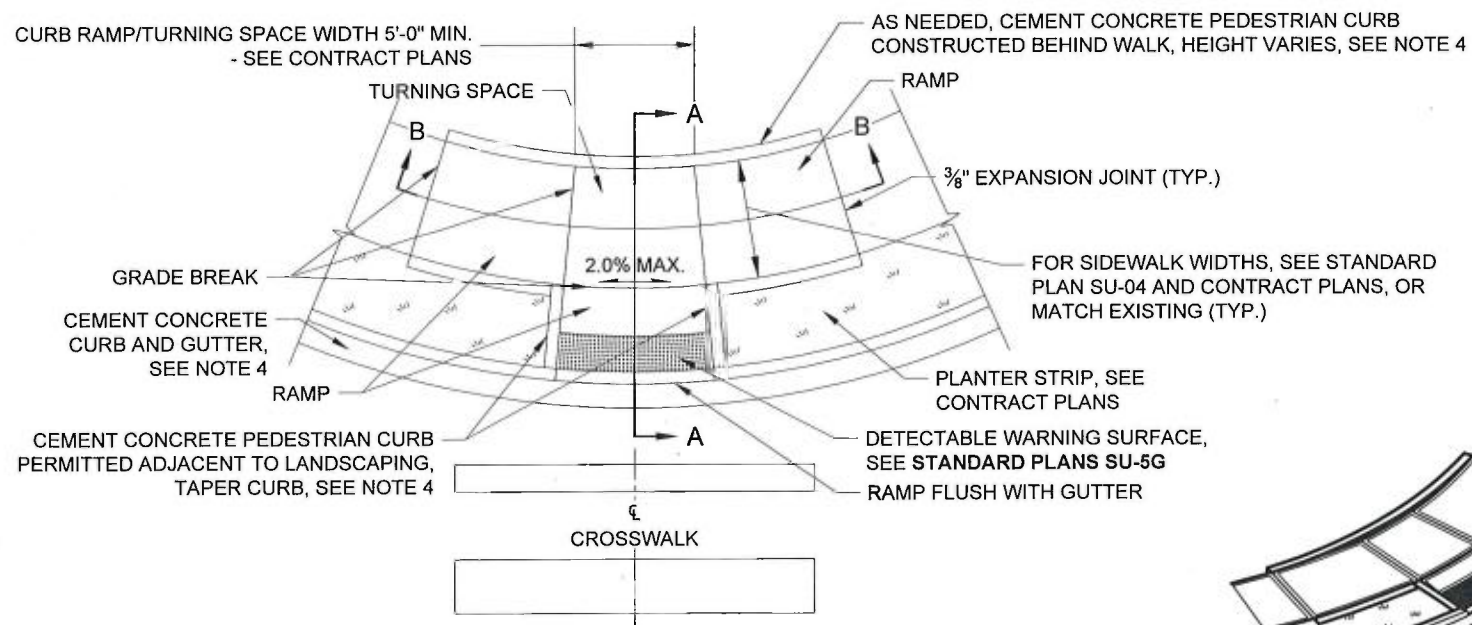 CURB RAMP/TURNING SPACE WIDTH 5'-0" MIN.
- SEE CONTRACT PLANS
TURNING SPACE
AS NEEDED, CEMENT CONCRETE PEDESTRIAN CURB
CONSTRUCTED BEHIND WALK, HEIGHT VARIES, SEE NOTE 4
RAMP
A
B
B
⅜" EXPANSION JOINT (TYP.)
GRADE BREAK
2.0% MAX.
FOR SIDEWALK WIDTHS, SEE STANDARD
PLAN SU-04 AND CONTRACT PLANS, OR
MATCH EXISTING (TYP.)
CEMENT CONCRETE
CURB AND GUTTER,
SEE NOTE 4
RAMP
PLANTER STRIP, SEE
CONTRACT PLANS
CEMENT CONCRETE PEDESTRIAN CURB
PERMITTED ADJACENT TO LANDSCAPING,
TAPER CURB, SEE NOTE 4
A
DETECTABLE WARNING SURFACE,
SEE STANDARD PLANS SU-5G
RAMP FLUSH WITH GUTTER
℄
CROSSWALK